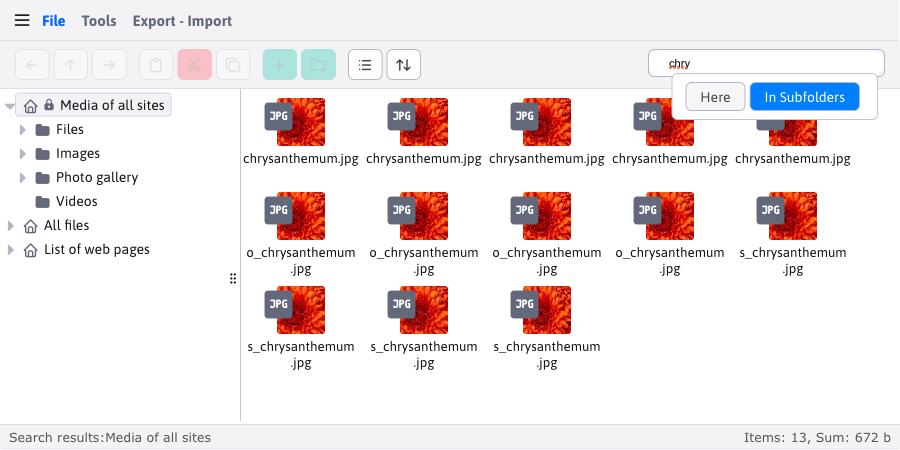 File Tools Export - Import
chry
Here In Subfolders
Media of all sites
Files
Images
Photo gallery
Videos
All files
List of web pages
JPG JPG JPG JPG JPG
chrysanthemum.jpg chrysanthemum.jpg chrysanthemum.jpg chrysanthemum.jpg chrysanthemum.jpg
JPG JPG JPG JPG JPG
o_chrysanthemum o_chrysanthemum o_chrysanthemum o_chrysanthemum s_chrysanthemum
.jpg .jpg .jpg .jpg .jpg
JPG JPG JPG
s_chrysanthemum s_chrysanthemum s_chrysanthemum
.jpg .jpg .jpg
Search results:Media of all sites Items: 13, Sum: 672 b